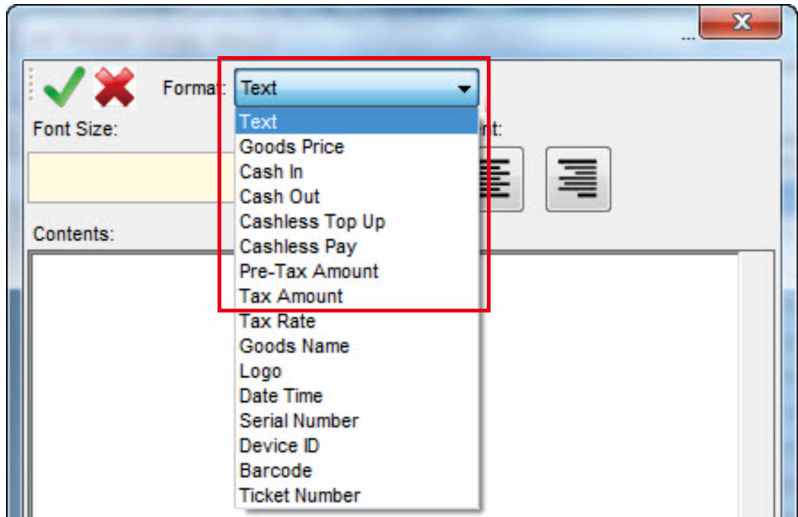 ...
Format: Text
Font Size:
Text
Goods Price
Cash In
Cash Out
Cashless Top Up
Cashless Pay
Pre-Tax Amount
Tax Amount
Tax Rate
Goods Name
Logo
Date Time
Serial Number
Device ID
Barcode
Ticket Number
nt:
Contents: